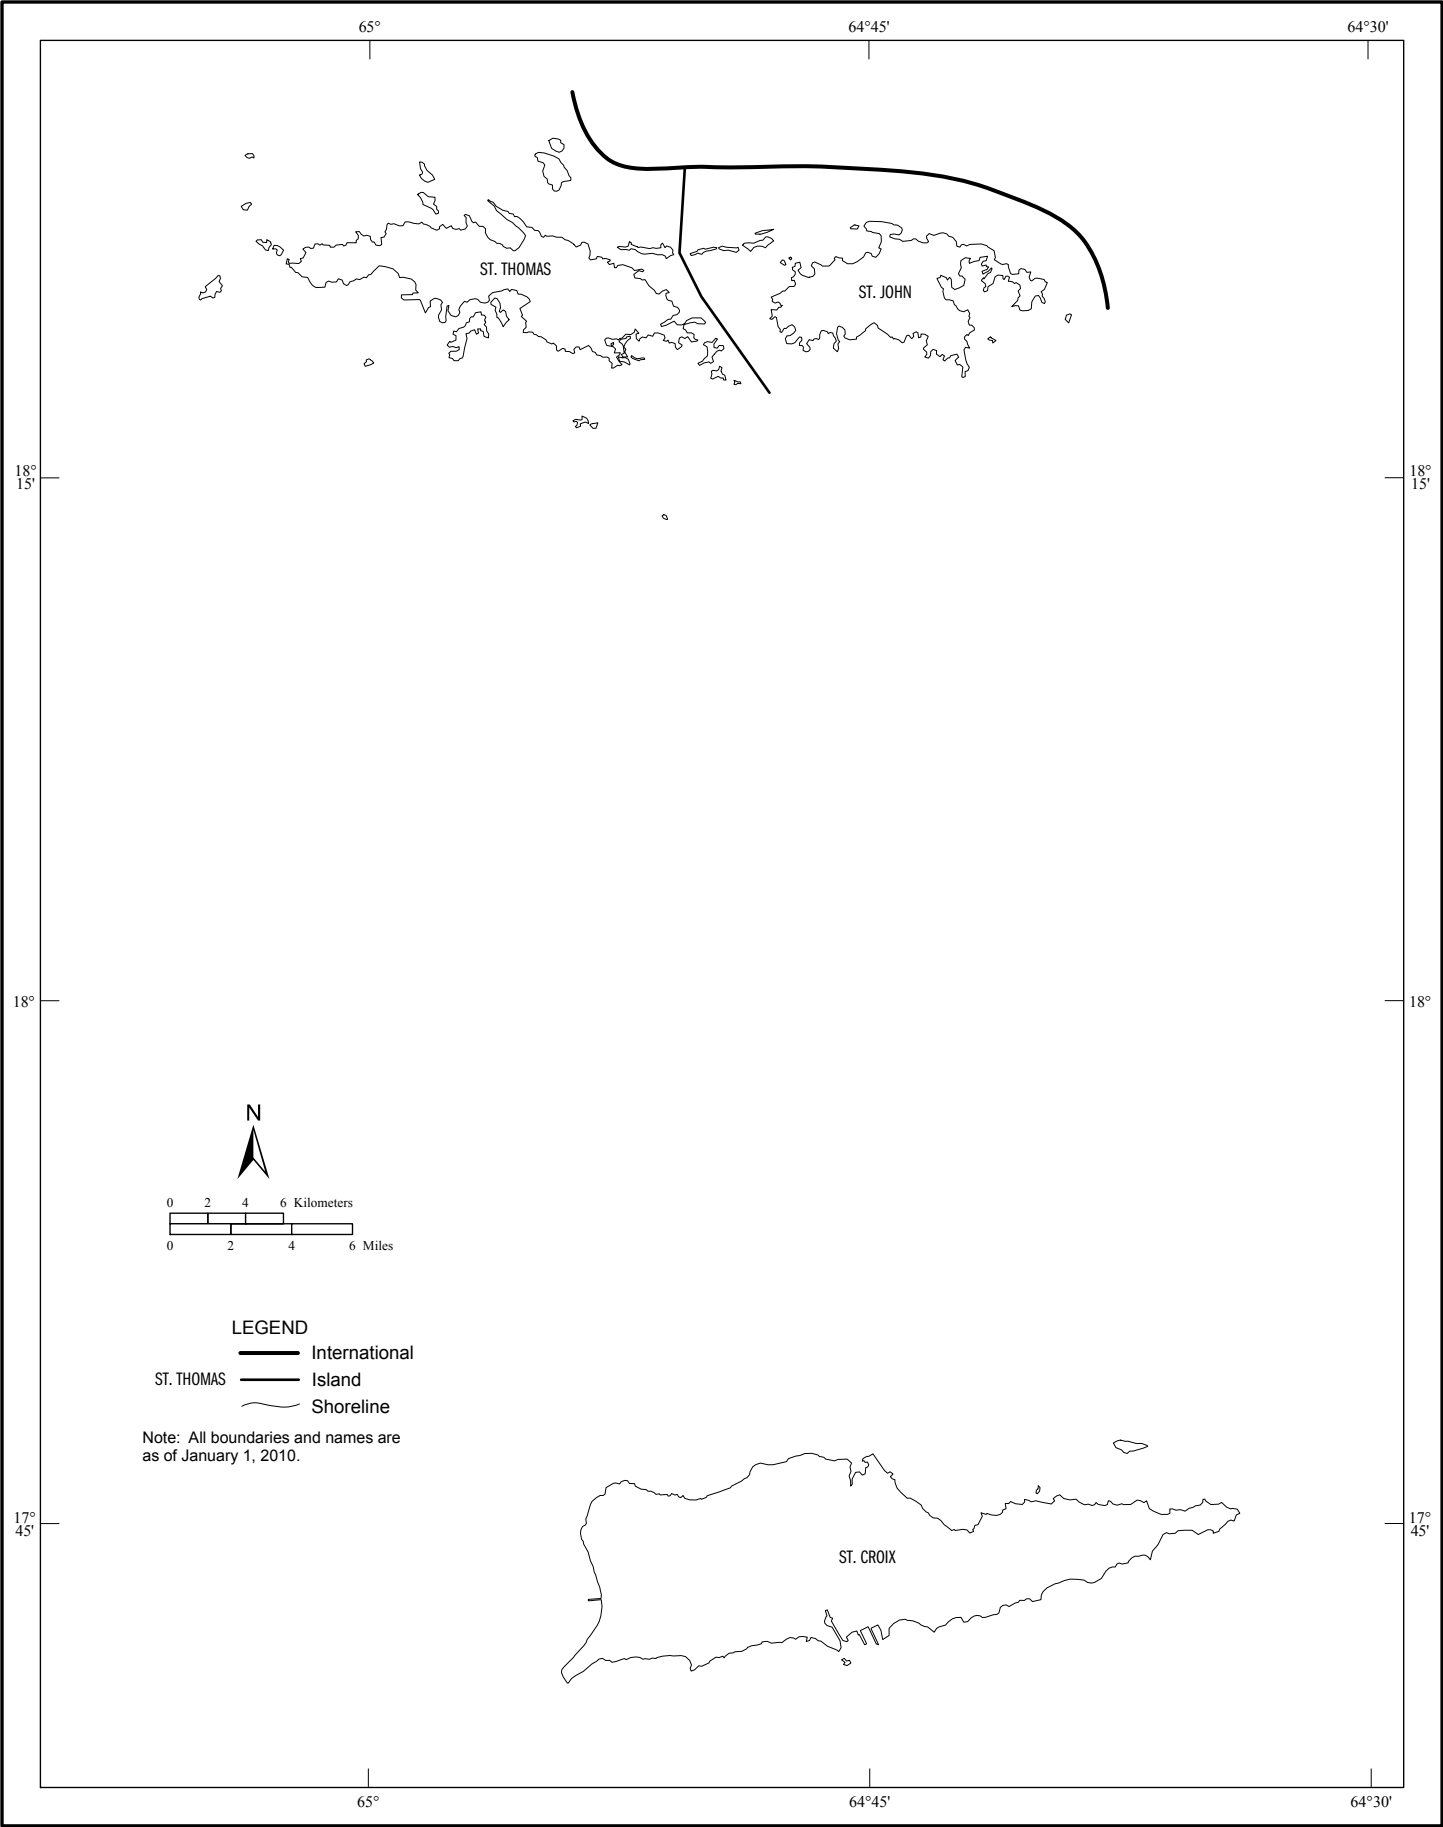 65° 64°45' 64°30'
ST. THOMAS
ST. JOHN
18° 18°
15' 15'
18° 18°
N
0 2 4 6 Kilometers
0 2 4 6 Miles
LEGEND
International
ST. THOMAS Island
Shoreline
Note: All boundaries and names are
as of January 1, 2010.
17° 17°
45' 45'
ST. CROIX
65° 64°45' 64°30'